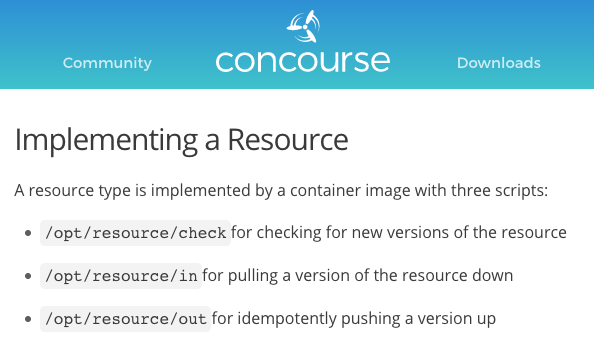 Community
concourse
Downloads
Implementing a Resource
A resource type is implemented by a container image with three scripts:
/opt/resource/check for checking for new versions of the resource
/opt/resource/in for pulling a version of the resource down
/opt/resource/out for idempotently pushing a version up